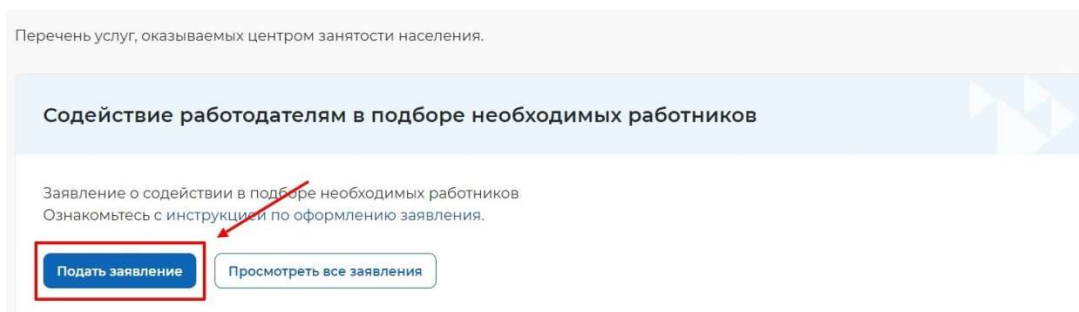 Перечень услуг, оказываемых центром занятости населения.
Содействие работодателям в подборе необходимых работников
Заявление о содействии в подборе необходимых работников
Ознакомьтесь с инструкцией по оформлению заявления.
Подать заявление
Просмотреть все заявления